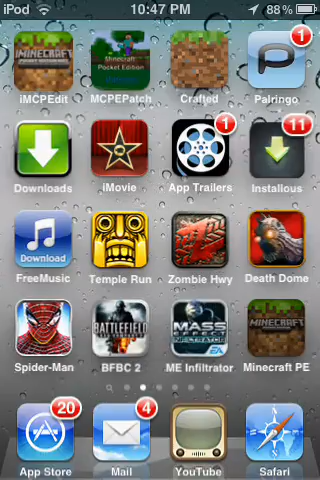 iPod 10:47 PM 88%
1
MINECRAFT
Minecraft Pocket Edition
iMCPEdit MCPEPatch Crafted Palringo
1 11
Downloads iMovie App Trailers Installous
Download
FreeMusic Temple Run Zombie Hwy Death Dome
BATTLEFIELD
MASS EFFECT
INFILTRATOR
EA
MINECRAFT
Spider-Man BFBC 2 ME Infiltrator Minecraft PE
20 4
App Store Mail YouTube Safari